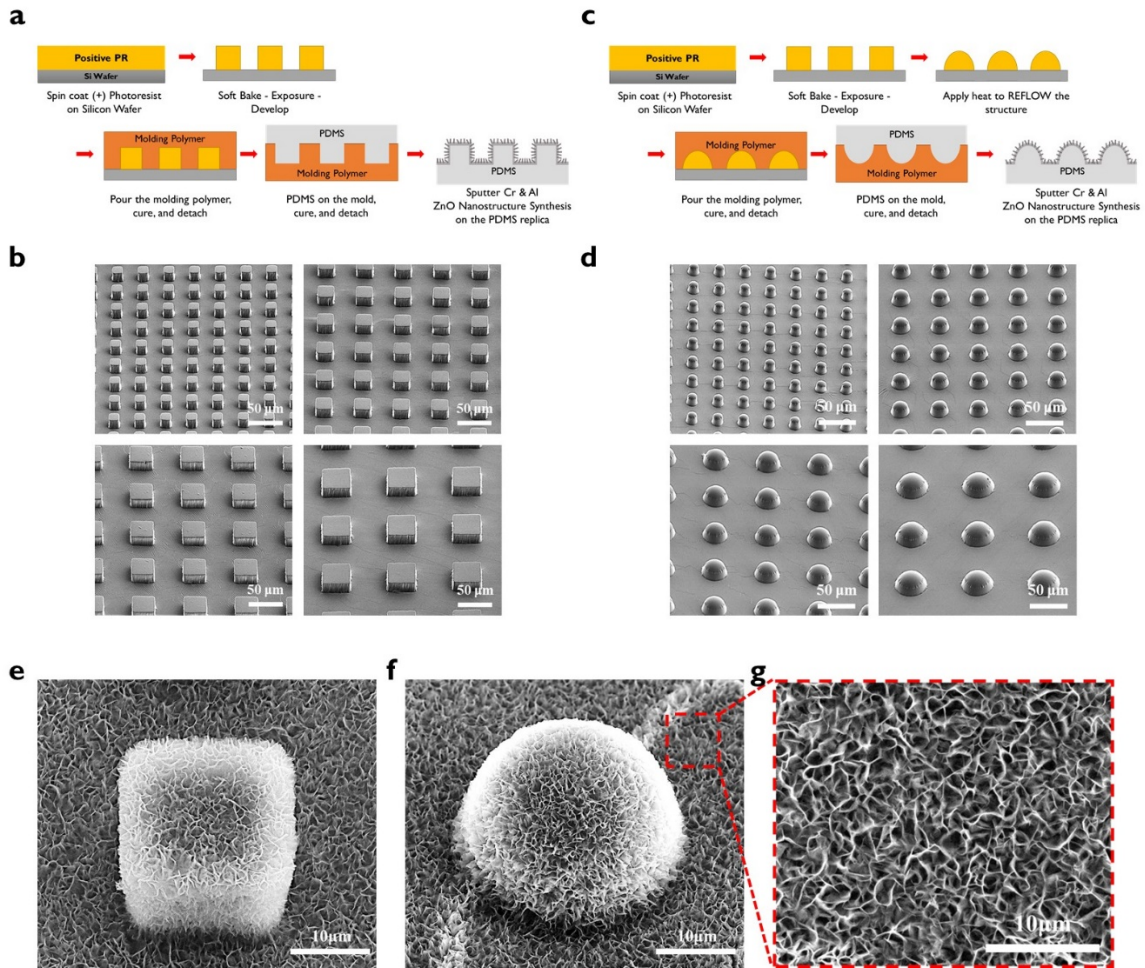 a
Positive PR
Si Wafer
Spin coat (+) Photoresist
on Silicon Wafer
Soft Bake - Exposure -
Develop
Molding Polymer
Pour the molding polymer,
cure, and detach
PDMS
Molding Polymer
PDMS on the mold,
cure, and detach
PDMS
Sputter Cr & Al
ZnO Nanostructure Synthesis
on the PDMS replica
c
Positive PR
Si Wafer
Spin coat (+) Photoresist
on Silicon Wafer
Soft Bake - Exposure -
Develop
Apply heat to REFLOW the
structure
Molding Polymer
Pour the molding polymer,
cure, and detach
PDMS
Molding Polymer
PDMS on the mold,
cure, and detach
PDMS
Sputter Cr & Al
ZnO Nanostructure Synthesis
on the PDMS replica
b
50 µm
50 µm
50 µm
50 µm
d
50 µm
50 µm
50 µm
50 µm
e
10µm
f
10µm
g
10µm